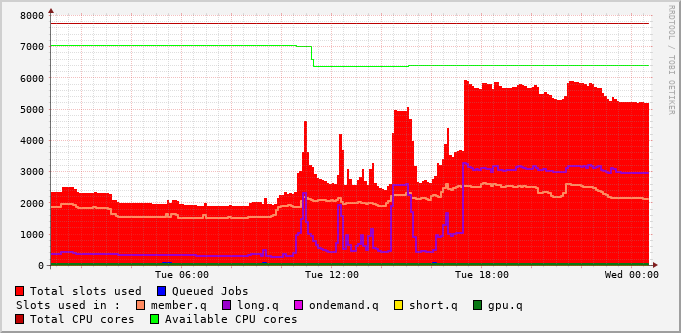 8000
7000
6000
5000
4000
3000
2000
1000
0
Tue 06:00 Tue 12:00 Tue 18:00 Wed 00:00
RRDTOOL / TOBI OETIKER
Total slots used Queued Jobs
Slots used in : member.q long.q ondemand.q short.q gpu.q
Total CPU cores Available CPU cores